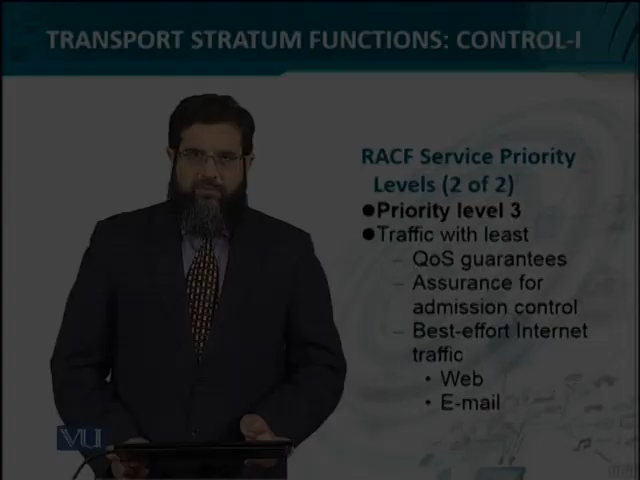 TRANSPORT STRATUM FUNCTIONS: CONTROL-I
RACF Service Priority
Levels (2 of 2)
●Priority level 3
●Traffic with least
– QoS guarantees
– Assurance for
admission control
– Best-effort Internet
traffic
• Web
• E-mail
VU